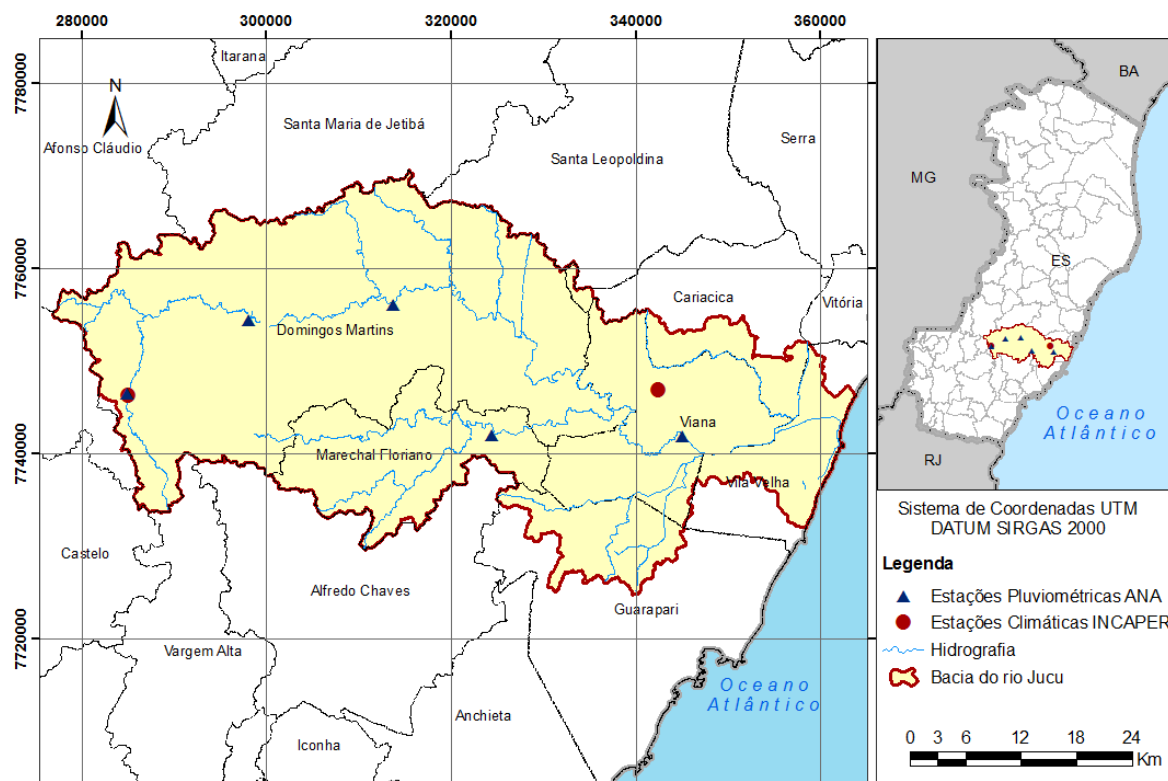 280000
300000
320000
340000
360000
7780000
7760000
7740000
7720000
N
Itarana
Afonso Cláudio
Santa Maria de Jetibá
Santa Leopoldina
Serra
Cariacica
Vitória
Domingos Martins
Viana
Marechal Floriano
Vila Velha
Castelo
Alfredo Chaves
Guarapari
Vargem Alta
Anchieta
Iconha
Oceano
Atlântico
BA
MG
ES
RJ
Oceano
Atlântico
Sistema de Coordenadas UTM
DATUM SIRGAS 2000
Legenda
Estações Pluviométricas ANA
Estações Climáticas INCAPER
Hidrografia
Bacia do rio Jucu
0 3 6 12 18 24
Km